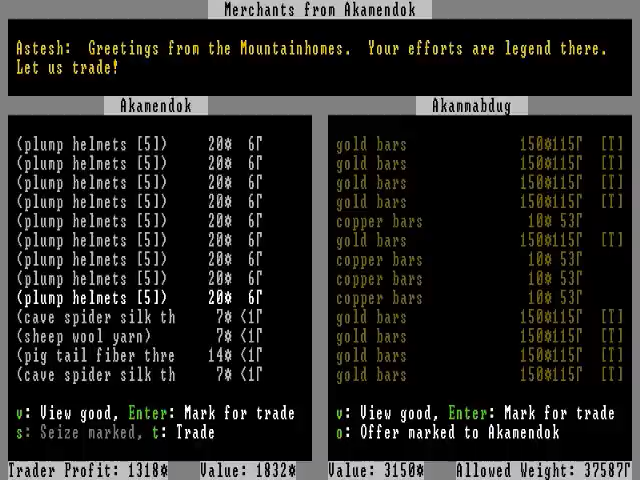 Merchants from Akamendok
Astesh:  Greetings from the Mountainhomes.  Your efforts are legend there.
Let us trade!
Akamendok
(plump helmets [5])  20☼  6Γ
(plump helmets [5])  20☼  6Γ
(plump helmets [5])  20☼  6Γ
(plump helmets [5])  20☼  6Γ
(plump helmets [5])  20☼  6Γ
(plump helmets [5])  20☼  6Γ
(plump helmets [5])  20☼  6Γ
(plump helmets [5])  20☼  6Γ
(plump helmets [5])  20☼  6Γ
(cave spider silk th  7☼ <1Γ
(sheep wool yarn)  7☼ <1Γ
(pig tail fiber thre  14☼ <1Γ
(cave spider silk th  7☼ <1Γ
v: View good, Enter: Mark for trade
s: Seize marked, t: Trade
Akammabdug
gold bars  150☼115Γ  [T]
gold bars  150☼115Γ  [T]
gold bars  150☼115Γ  [T]
gold bars  150☼115Γ  [T]
copper bars  10☼ 53Γ
gold bars  150☼115Γ  [T]
copper bars  10☼ 53Γ
copper bars  10☼ 53Γ
copper bars  10☼ 53Γ
gold bars  150☼115Γ  [T]
gold bars  150☼115Γ  [T]
gold bars  150☼115Γ  [T]
gold bars  150☼115Γ  [T]
v: View good, Enter: Mark for trade
o: Offer marked to Akamendok
Trader Profit: 1318☼  Value: 1832☼  Value: 3150☼  Allowed Weight: 37587Γ